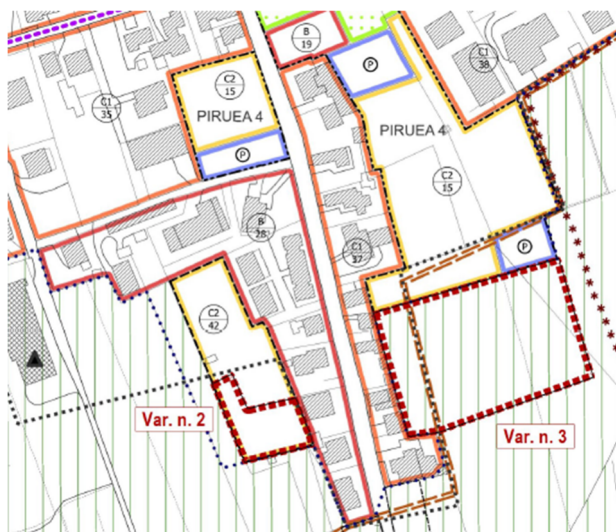 B
19
C2
15
PIRUEA 4
P
C1
35
P
C1
38
PIRUEA 4
C2
15
B
28
C1
37
P
C2
42
Var. n. 2
Var. n. 3